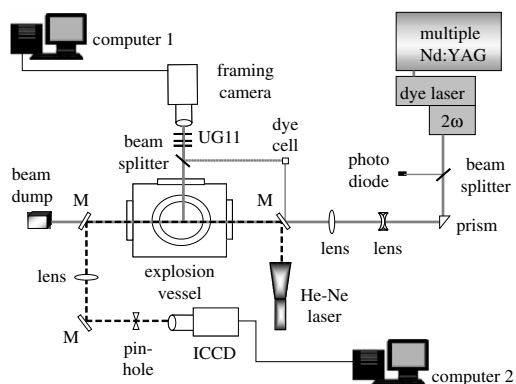 computer 1
multiple
Nd:YAG
framing
camera
dye laser
2ω
UG11
dye
cell
beam
splitter
photo
diode
beam
splitter
beam
dump
M
M
prism
lens
lens
lens
explosion
vessel
He-Ne
laser
M
pin-
hole
ICCD
computer 2